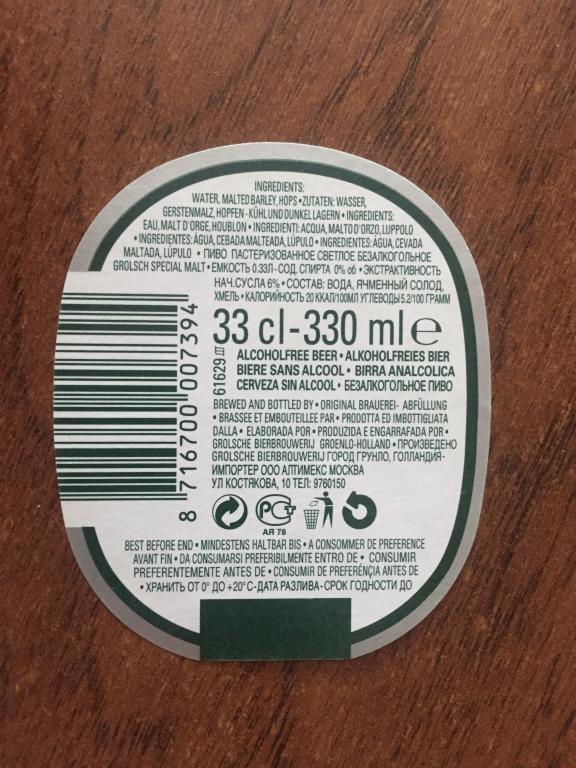 INGREDIENTS:
WATER, MALTED BARLEY, HOPS • ZUTATEN: WASSER,
GERSTENMALZ, HOPFEN - KÜHL UND DUNKEL LAGERN • INGREDIENTS:
EAU, MALT D'ORGE, HOUBLON • INGREDIENTI: ACQUA, MALTO D'ORZO, LUPPOLO
• INGREDIENTES: AGUA, CEBADA MALTEADA, LÚPULO • INGREDIENTES: ÁGUA, CEVADA
MALTADA, LÚPULO • ПИВО ПАСТЕРИЗОВАННОЕ СВЕТЛОЕ БЕЗАЛКОГОЛЬНОЕ
GROLSCH SPECIAL MALT • ЕМКОСТЬ 0.33Л - СОД. СПИРТА 0% об • ЭКСТРАКТИВНОСТЬ
НАЧ.СУСЛА 6% • СОСТАВ: ВОДА, ЯЧМЕННЫЙ СОЛОД,
ХМЕЛЬ • КАЛОРИЙНОСТЬ 20 ККАЛ/100МЛ УГЛЕВОДЫ 5.2/100 ГРАММ
33 cl - 330 ml e
61629
ALCOHOLFREE BEER • ALKOHOLFREIES BIER
BIERE SANS ALCOOL • BIRRA ANALCOLICA
CERVEZA SIN ALCOOL • БЕЗАЛКОГОЛЬНОЕ ПИВО
BREWED AND BOTTLED BY • ORIGINAL BRAUEREI- ABFÜLLUNG
• BRASSEE ET EMBOUTEILLEE PAR • PRODOTTA ED IMBOTTIGLIATA
DALLA • ELABORADA POR • PRODUZIDA E ENGARRAFADA POR •
GROLSCHE BIERBROUWERIJ GROENLO-HOLLAND • ПРОИЗВЕДЕНО
GROLSCHE BIERBROUWERIJ ГОРОД ГРУНЛО, ГОЛЛАНДИЯ-
ИМПОРТЕР ООО АЛТИМЕКС МОСКВА
УЛ КОСТЯКОВА, 10 ТЕЛ: 9760150
8 716700 007394
РСТ
АЯ 78
BEST BEFORE END • MINDESTENS HALTBAR BIS • A CONSOMMER DE PREFERENCE
AVANT FIN • DA CONSUMARSI PREFERIBILMENTE ENTRO DE • CONSUMIR
PREFERENTEMENTE ANTES DE • CONSUMIR DE PREFERÊNÇIA ANTES DE
• ХРАНИТЬ ОТ 0° ДО +20°С-ДАТА РАЗЛИВА-СРОК ГОДНОСТИ ДО